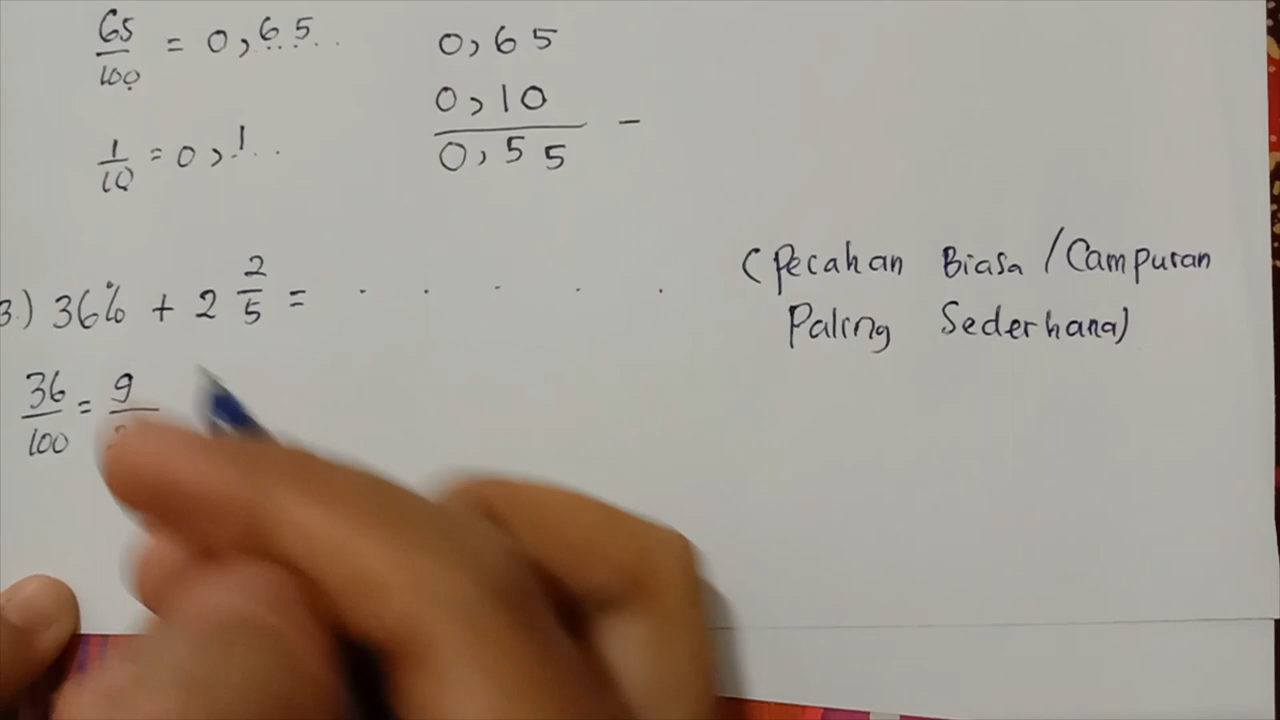 65/100 = 0,65..
0,65
0,10
0,55 -
1/10 = 0,1..
3.) 36% + 2 2/5 = . . . . .
(Pecahan Biasa/Campuran
Paling Sederhana)
36/100 = 9/